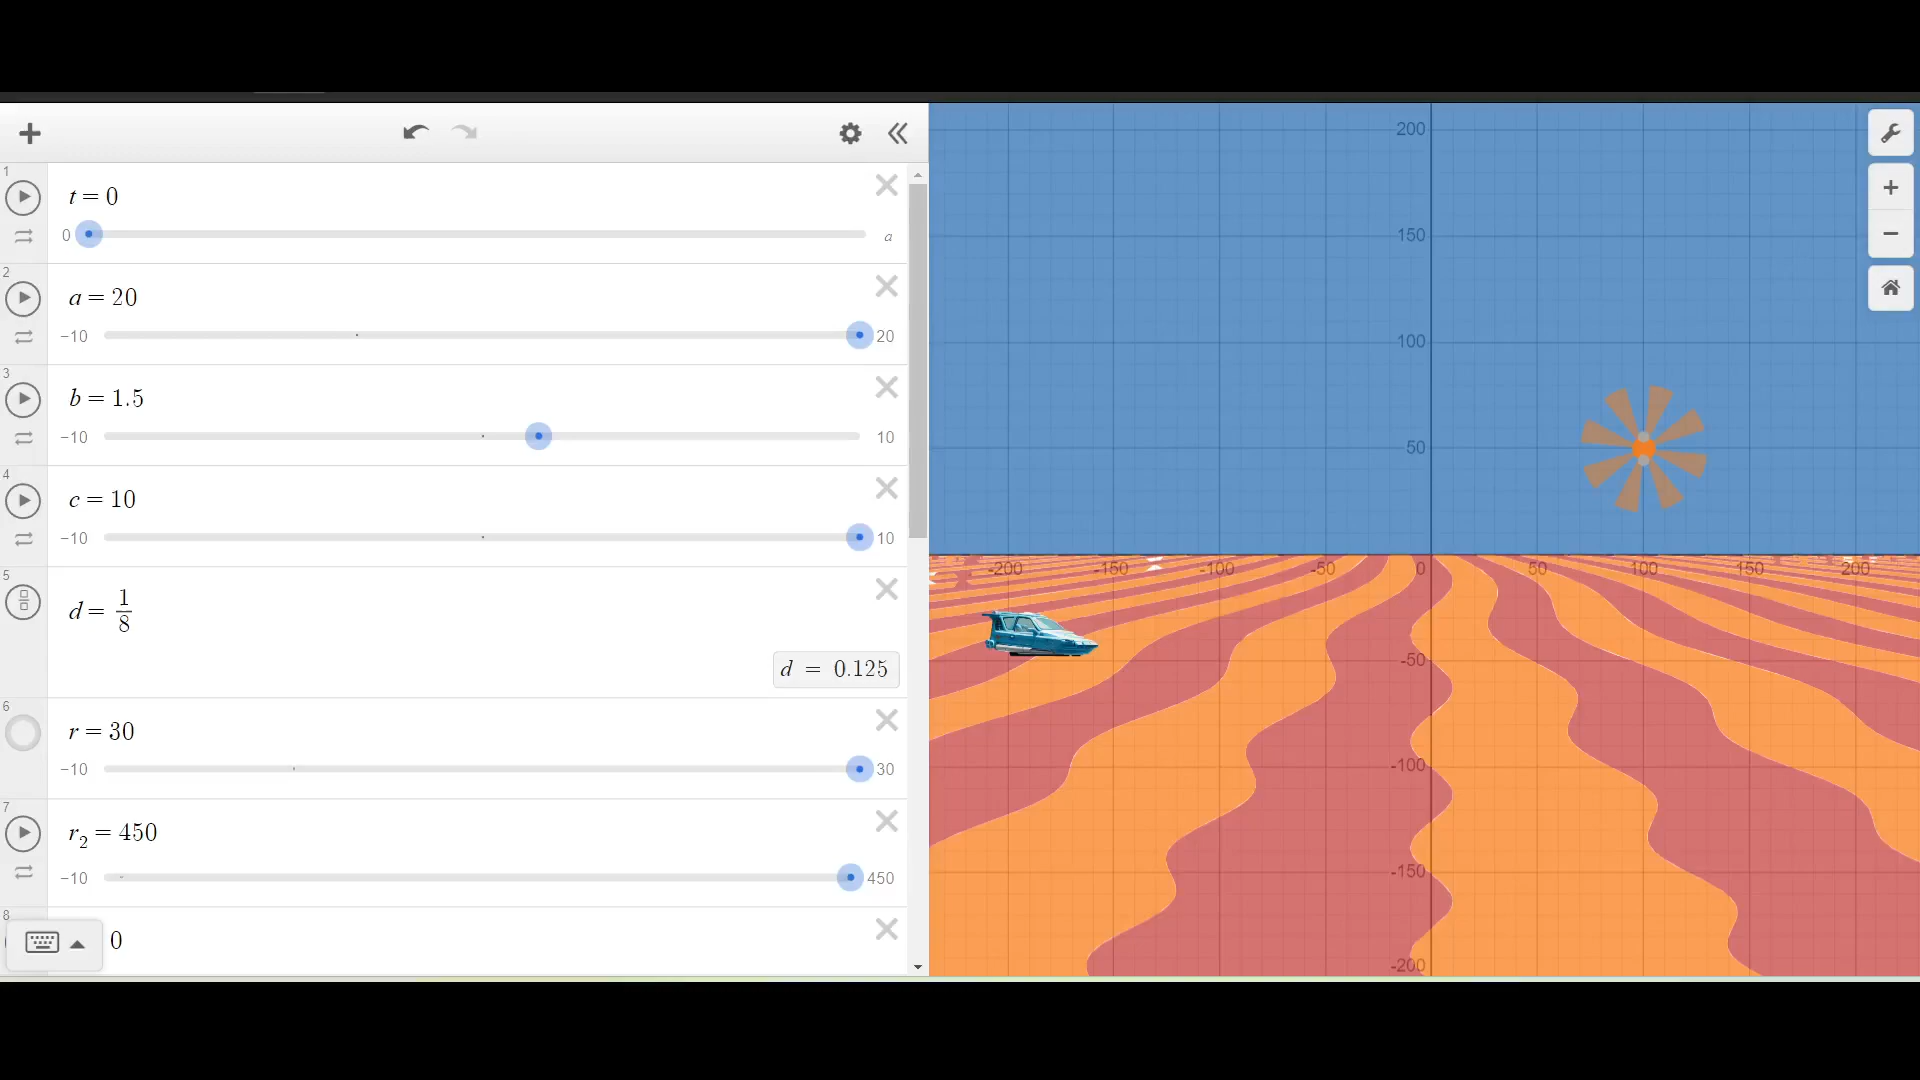 1
t = 0
0
a
2
a = 20
−10
20
3
b = 1.5
−10
10
4
c = 10
−10
10
5
d = 1/8
d = 0.125
6
r = 30
−10
30
7
r₂ = 450
−10
450
8
0
200
150
100
50
-200 -150 -100 -50 0 50 100 150 200
-50
-100
-150
-200